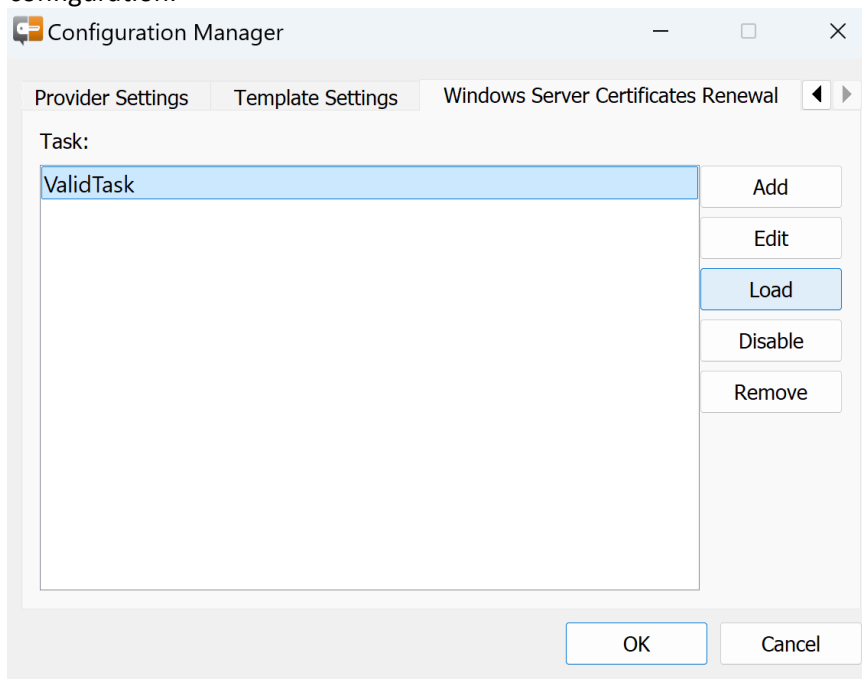 configuration.
Configuration Manager
Provider Settings Template Settings Windows Server Certificates Renewal
Task:
ValidTask
Add
Edit
Load
Disable
Remove
OK Cancel